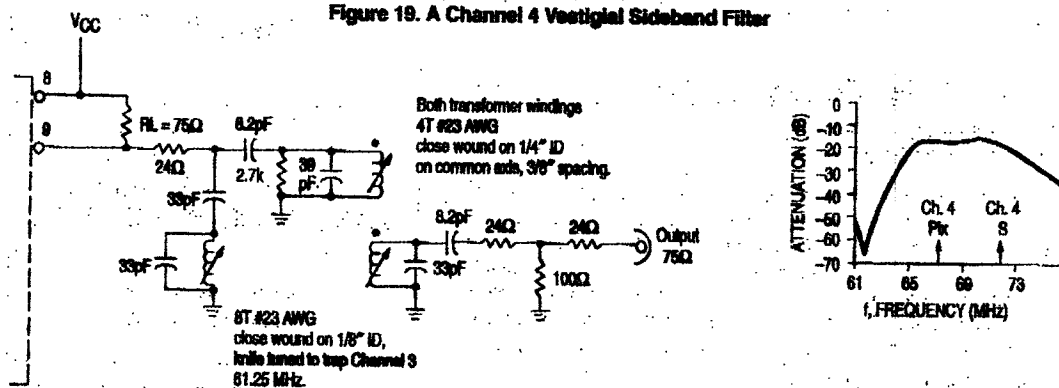 Figure 19. A Channel 4 Vestigial Sideband Filter
VCC
8
9
RL = 75Ω
24Ω
8.2pF
2.7k
39
pF
33pF
33pF
Both transformer windings
4T #23 AWG
close wound on 1/4" ID
on common axis, 3/8" spacing.
8T #23 AWG
close wound on 1/8" ID,
knife tuned to trap Channel 3
61.25 MHz.
8.2pF
24Ω
24Ω
33pF
100Ω
Output
75Ω
ATTENUATION (dB)
0
-10
-20
-30
-40
-50
-60
-70
Ch. 4
Pix
Ch. 4
S
61
65
69
73
f, FREQUENCY (MHz)